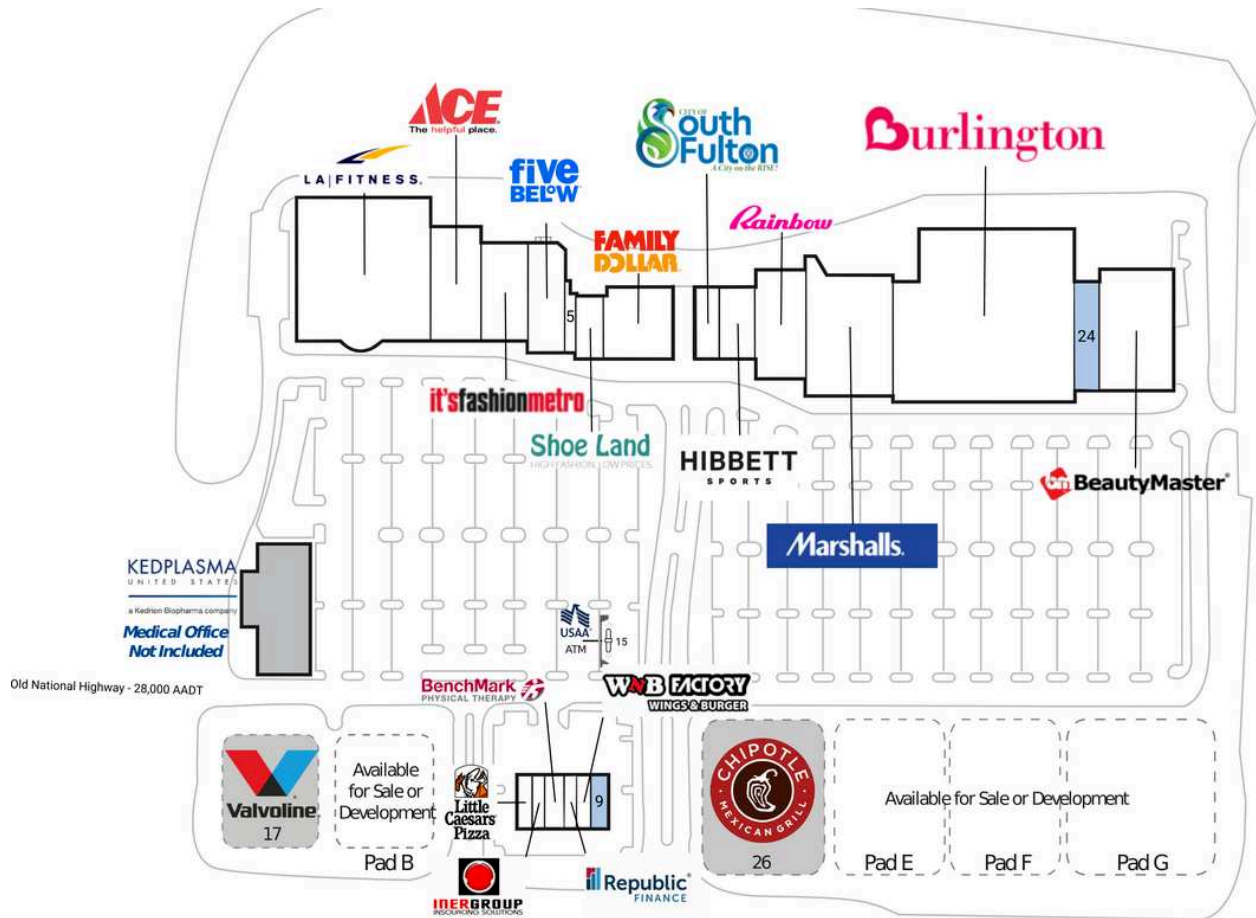 ACE
The helpful place.
LA|FITNESS.
five
BEL°W
FAMILY
DOLLAR
CITY OF
South
Fulton
A City on the RISE!
Rainbow
Burlington
5
24
it'sfashionmetro
Shoe Land
HIGH FASHION. LOW PRICES.
HIBBETT
SPORTS
Marshalls.
bm BeautyMaster
KEDPLASMA
UNITED STATES
a Kedrion Biopharma company
Medical Office
Not Included
USAA
ATM
15
Old National Highway - 28,000 AADT
BenchMark
PHYSICAL THERAPY
WNB FACTORY
WINGS & BURGER
Valvoline
17
Available
for Sale or
Development
Pad B
Little
Caesars
Pizza
9
INERGROUP
INSOURCING SOLUTIONS
Republic
FINANCE
CHIPOTLE
MEXICAN GRILL
26
Available for Sale or Development
Pad E
Pad F
Pad G